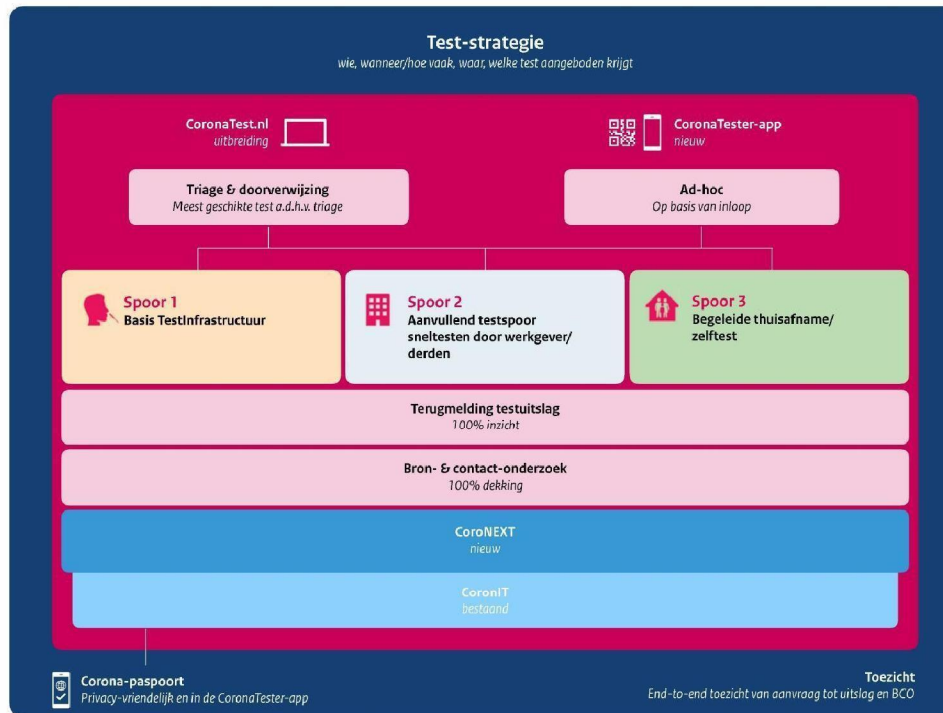 Test-strategie
wie, wanneer/hoe vaak, waar, welke test aangeboden krijgt
CoronaTest.nl
uitbreiding
CoronaTester-app
nieuw
Triage & doorverwijzing
Meest geschikte test a.d.h.v. triage
Ad-hoc
Op basis van inloop
Spoor 1
Basis TestInfrastructuur
Spoor 2
Aanvullend testspoor
sneltesten door werkgever/
derden
Spoor 3
Begeleide thuisafname/
zelftest
Terugmelding testuitslag
100% inzicht
Bron- & contact-onderzoek
100% dekking
CoroNEXT
nieuw
CoronIT
bestaand
Corona-paspoort
Privacy-vriendelijk en in de CoronaTester-app
Toezicht
End-to-end toezicht van aanvraag tot uitslag en BCO